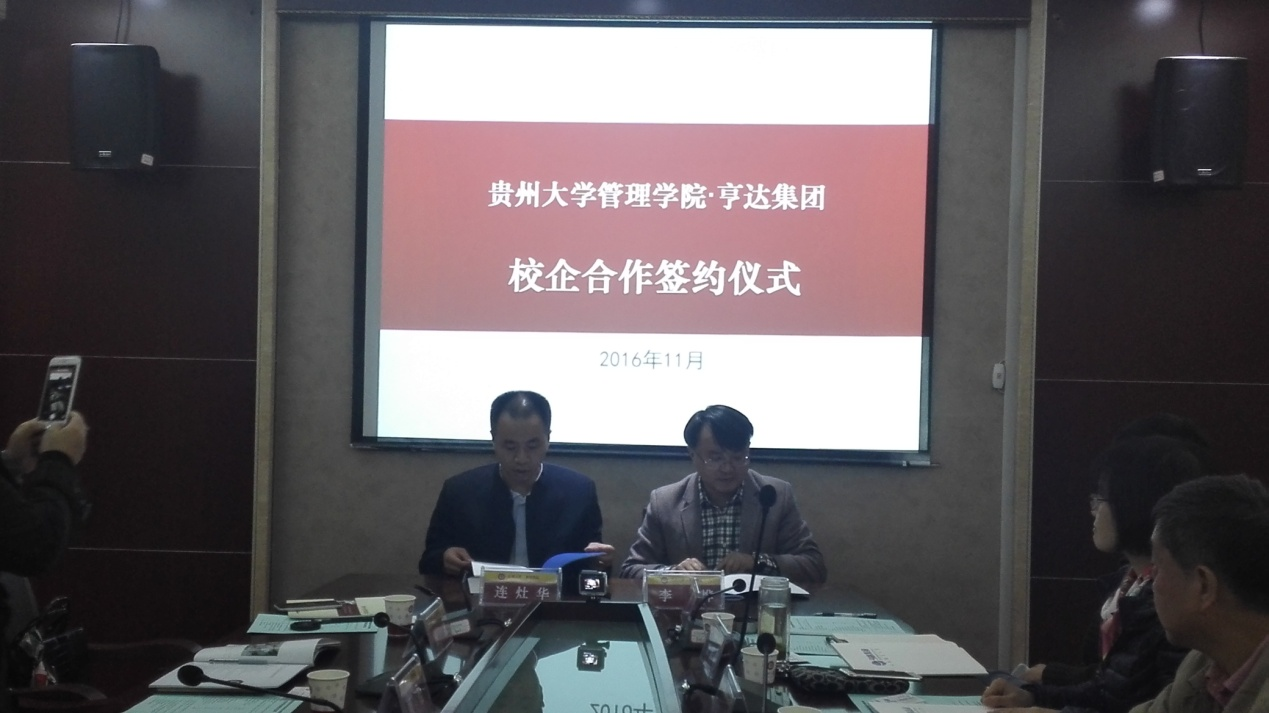 贵州大学管理学院·亨达集团
校企合作签约仪式
2016年11月
连灶华
李